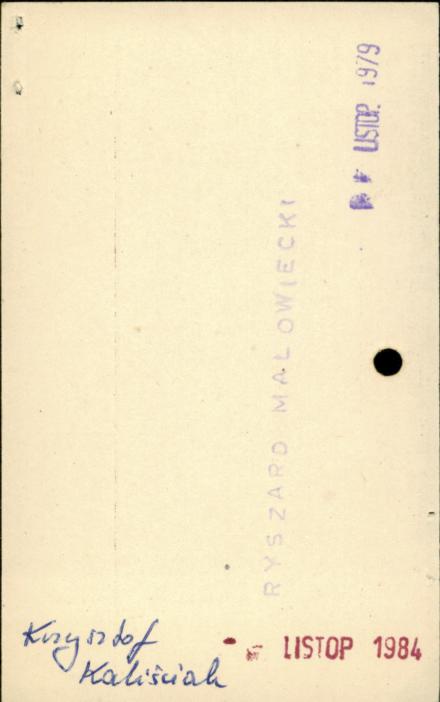 LISTOP 1979
RYSZARD MAŁOWIECKI
Krzysztof
Kaliściak
LISTOP 1984